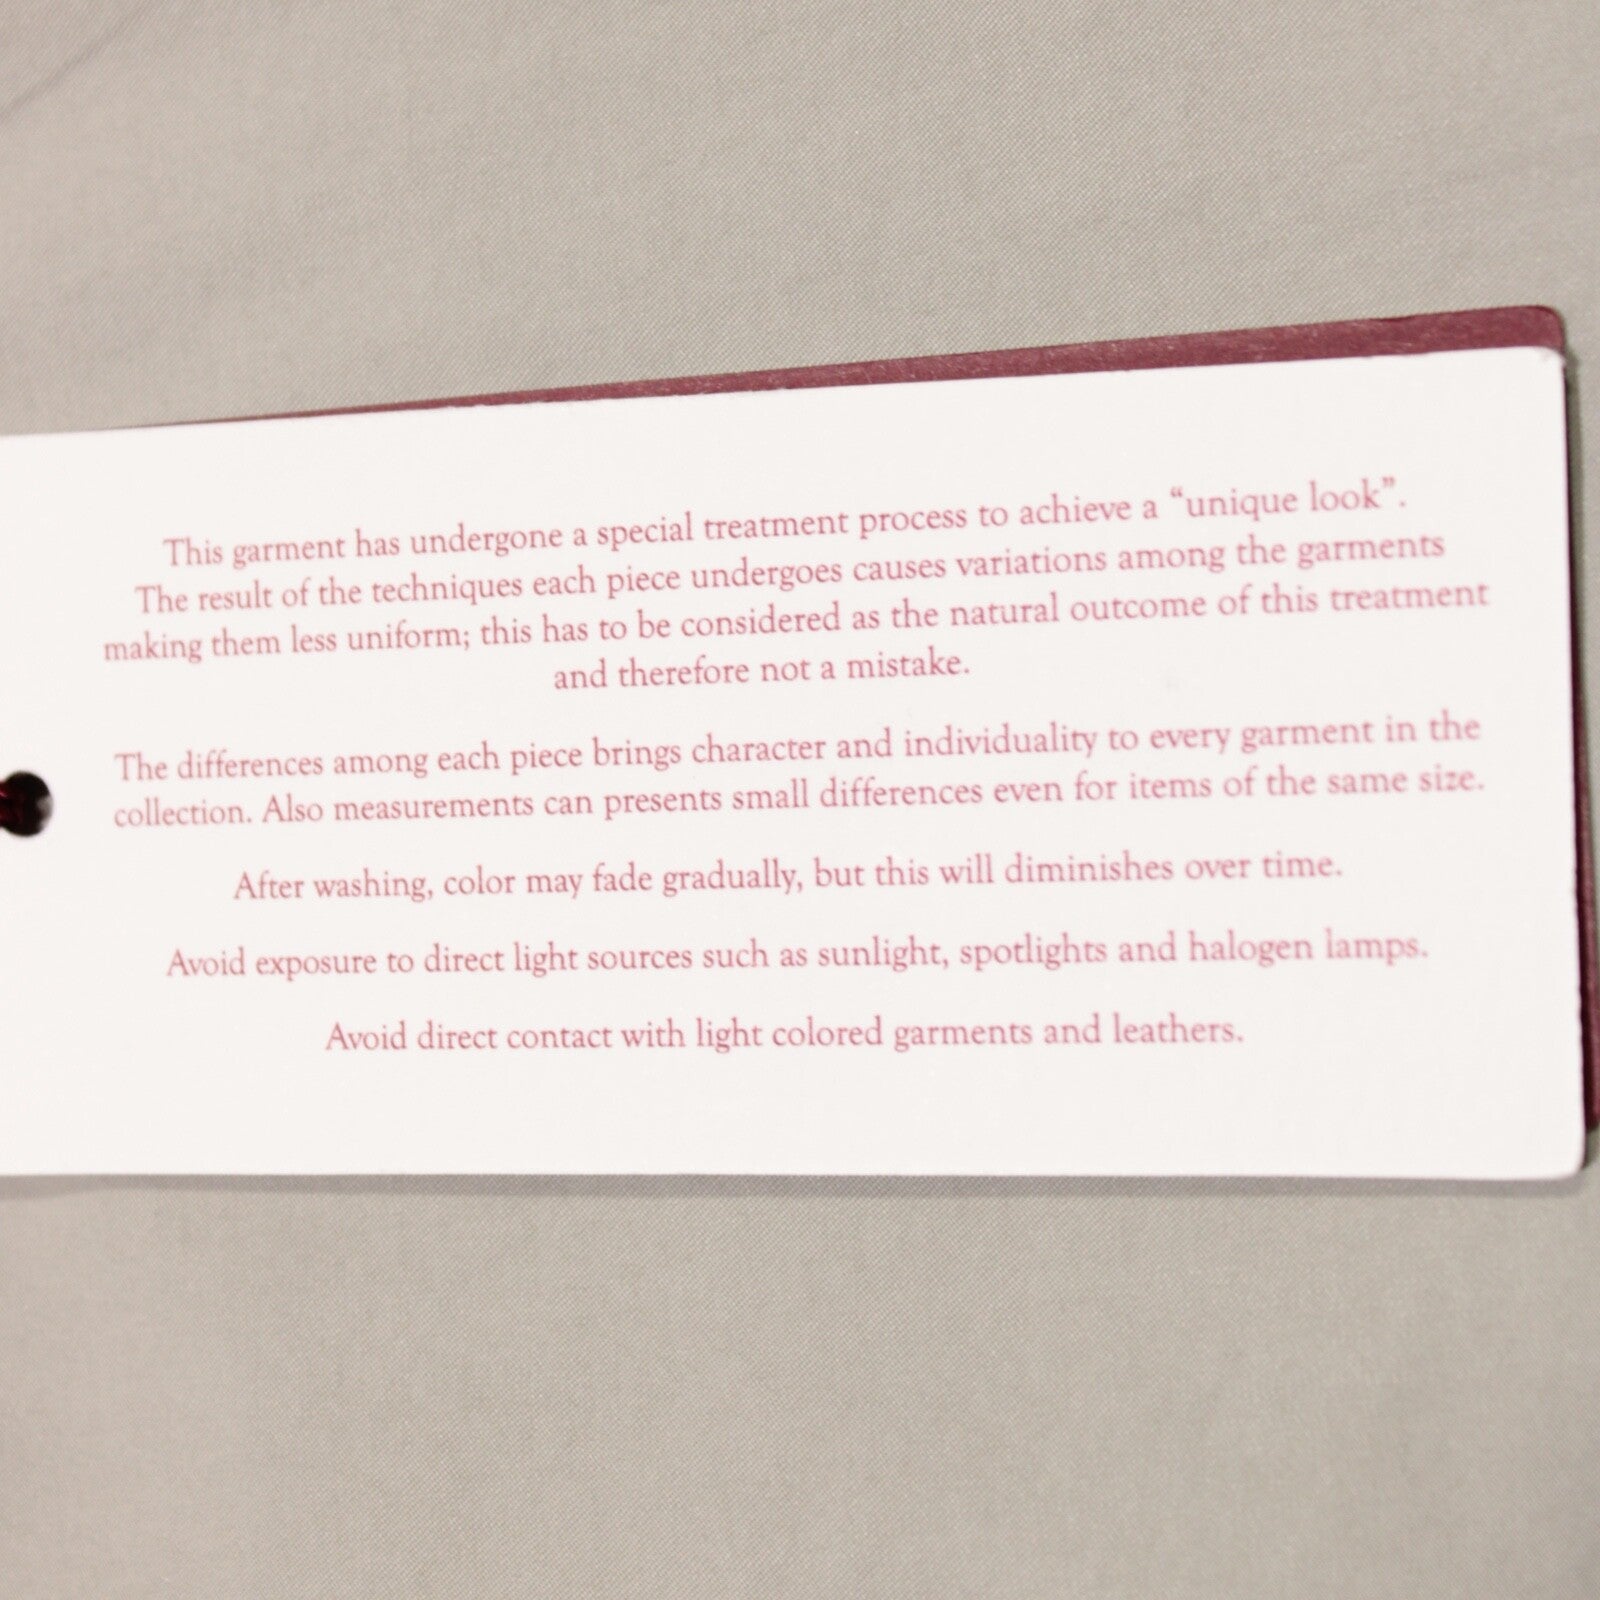 This garment has undergone a special treatment process to achieve a “unique look”.
The result of the techniques each piece undergoes causes variations among the garments
making them less uniform; this has to be considered as the natural outcome of this treatment
and therefore not a mistake.
The differences among each piece brings character and individuality to every garment in the
collection. Also measurements can presents small differences even for items of the same size.
After washing, color may fade gradually, but this will diminishes over time.
Avoid exposure to direct light sources such as sunlight, spotlights and halogen lamps.
Avoid direct contact with light colored garments and leathers.